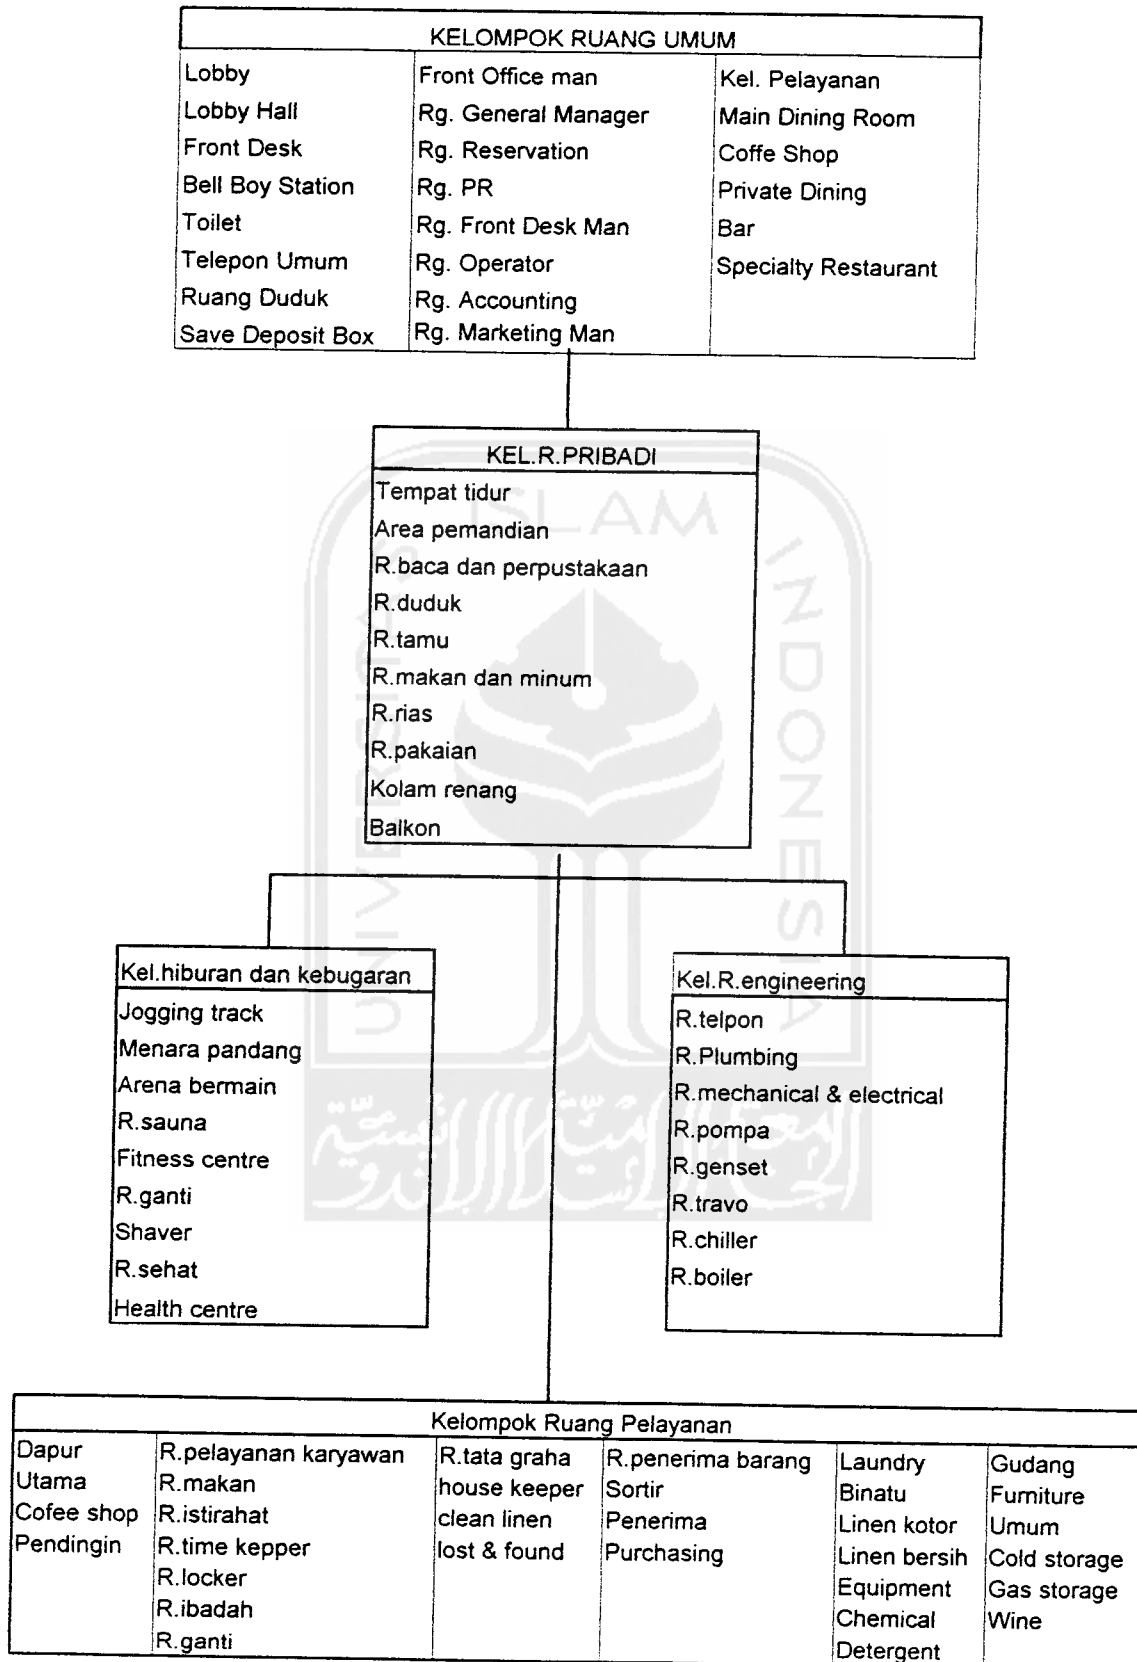 KELOMPOK RUANG UMUM
Lobby
Lobby Hall
Front Desk
Bell Boy Station
Toilet
Telepon Umum
Ruang Duduk
Save Deposit Box
Front Office man
Rg. General Manager
Rg. Reservation
Rg. PR
Rg. Front Desk Man
Rg. Operator
Rg. Accounting
Rg. Marketing Man
Kel. Pelayanan
Main Dining Room
Coffe Shop
Private Dining
Bar
Specialty Restaurant
KEL.R.PRIBADI
Tempat tidur
Area pemandian
R.baca dan perpustakaan
R.duduk
R.tamu
R.makan dan minum
R.rias
R.pakaian
Kolam renang
Balkon
UNIVERSITAS
ISLAM
INDONESIA
Kel.hiburan dan kebugaran
Jogging track
Menara pandang
Arena bermain
R.sauna
Fitness centre
R.ganti
Shaver
R.sehat
Health centre
Kel.R.engineering
R.telpon
R.Plumbing
R.mechanical & electrical
R.pompa
R.genset
R.travo
R.chiller
R.boiler
Kelompok Ruang Pelayanan
Dapur
Utama
Cofee shop
Pendingin
R.pelayanan karyawan
R.makan
R.istirahat
R.time kepper
R.locker
R.ibadah
R.ganti
R.tata graha
house keeper
clean linen
lost & found
R.penerima barang
Sortir
Penerima
Purchasing
Laundry
Binatu
Linen kotor
Linen bersih
Equipment
Chemical
Detergent
Gudang
Furniture
Umum
Cold storage
Gas storage
Wine